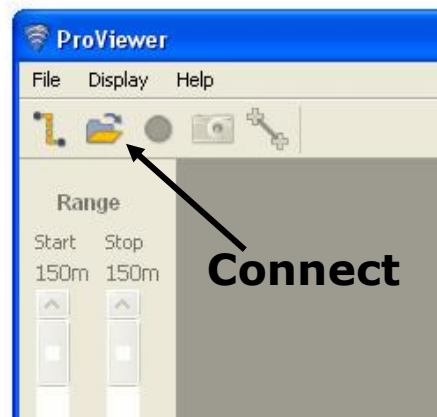 ProViewer
File Display Help
Range
Start Stop
150m 150m
Connect